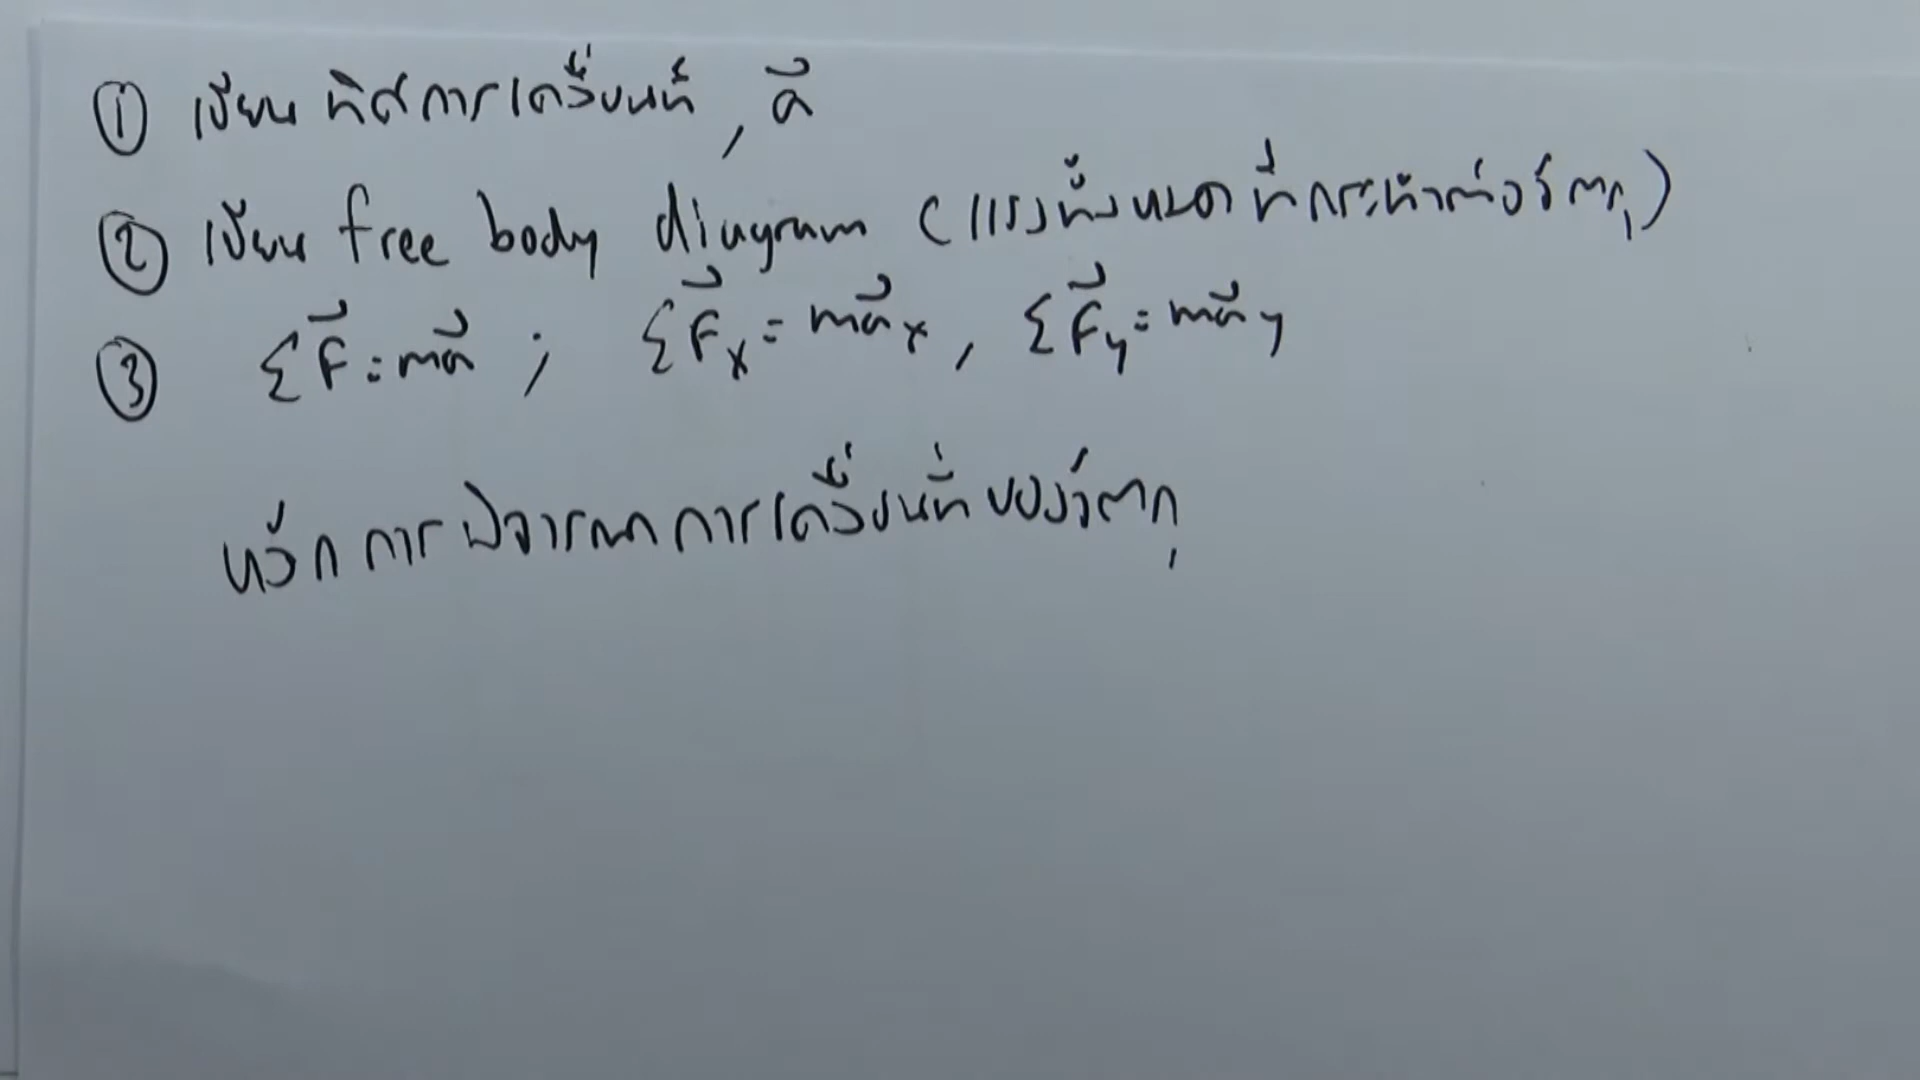 ① เขียน ทิศการเคลื่อนที่ , a⃗
② เขียน free body diagram (แรงทั้งหมดที่กระทำต่อวัตถุ)
③ ΣF⃗ = ma⃗ ; ΣF⃗ₓ = ma⃗ₓ , ΣF⃗y = ma⃗y
หลักการพิจารณาการเคลื่อนที่ของวัตถุ